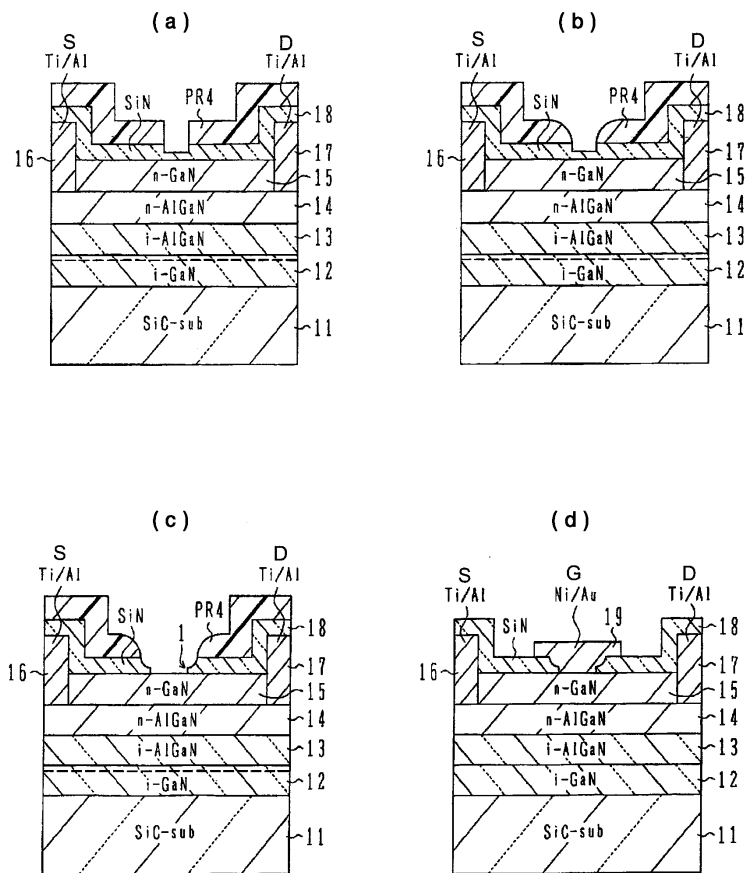 (a)
S
Ti/Al
D
Ti/Al
SiN
PR4
18
16
17
n-GaN
15
n-AlGaN
14
i-AlGaN
13
i-GaN
12
SiC-sub
11
(b)
S
Ti/Al
D
Ti/Al
SiN
PR4
18
16
17
n-GaN
15
n-AlGaN
14
i-AlGaN
13
i-GaN
12
SiC-sub
11
(c)
S
Ti/Al
D
Ti/Al
SiN
1
PR4
18
16
17
n-GaN
15
n-AlGaN
14
i-AlGaN
13
i-GaN
12
SiC-sub
11
(d)
S
Ti/Al
G
Ni/Au
D
Ti/Al
SiN
19
18
16
17
n-GaN
15
n-AlGaN
14
i-AlGaN
13
i-GaN
12
SiC-sub
11